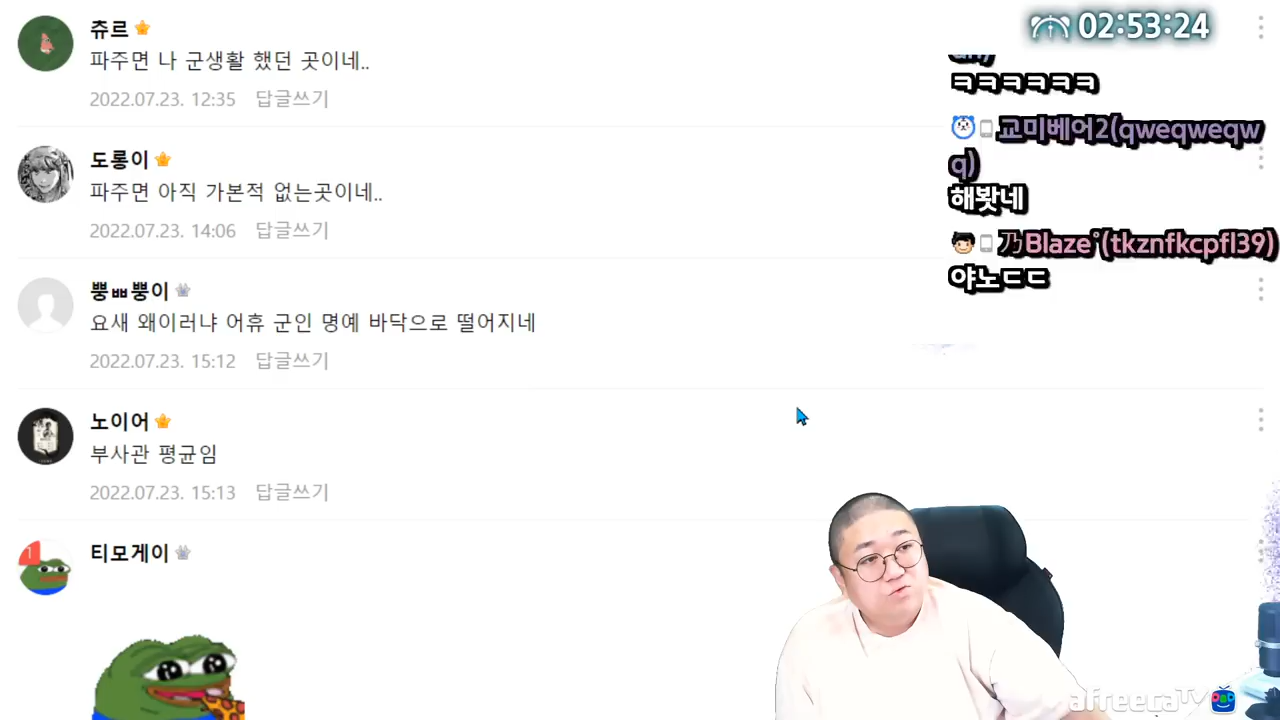 츄르
파주면 나 군생활 했던 곳이네..
2022.07.23. 12:35 답글쓰기
도롱이
파주면 아직 가본적 없는곳이네..
2022.07.23. 14:06 답글쓰기
뿡ㅃ뿡이
요새 왜이러냐 어휴 군인 명예 바닥으로 떨어지네
2022.07.23. 15:12 답글쓰기
노이어
부사관 평균임
2022.07.23. 15:13 답글쓰기
1
티모게이
02:53:24
ㅋㅋㅋㅋㅋㅋ
교미베어2(qweqweqw
q)
해봣네
乃Blaze˚(tkznfkcpfl39)
야노ㄷㄷ
afreecaTV